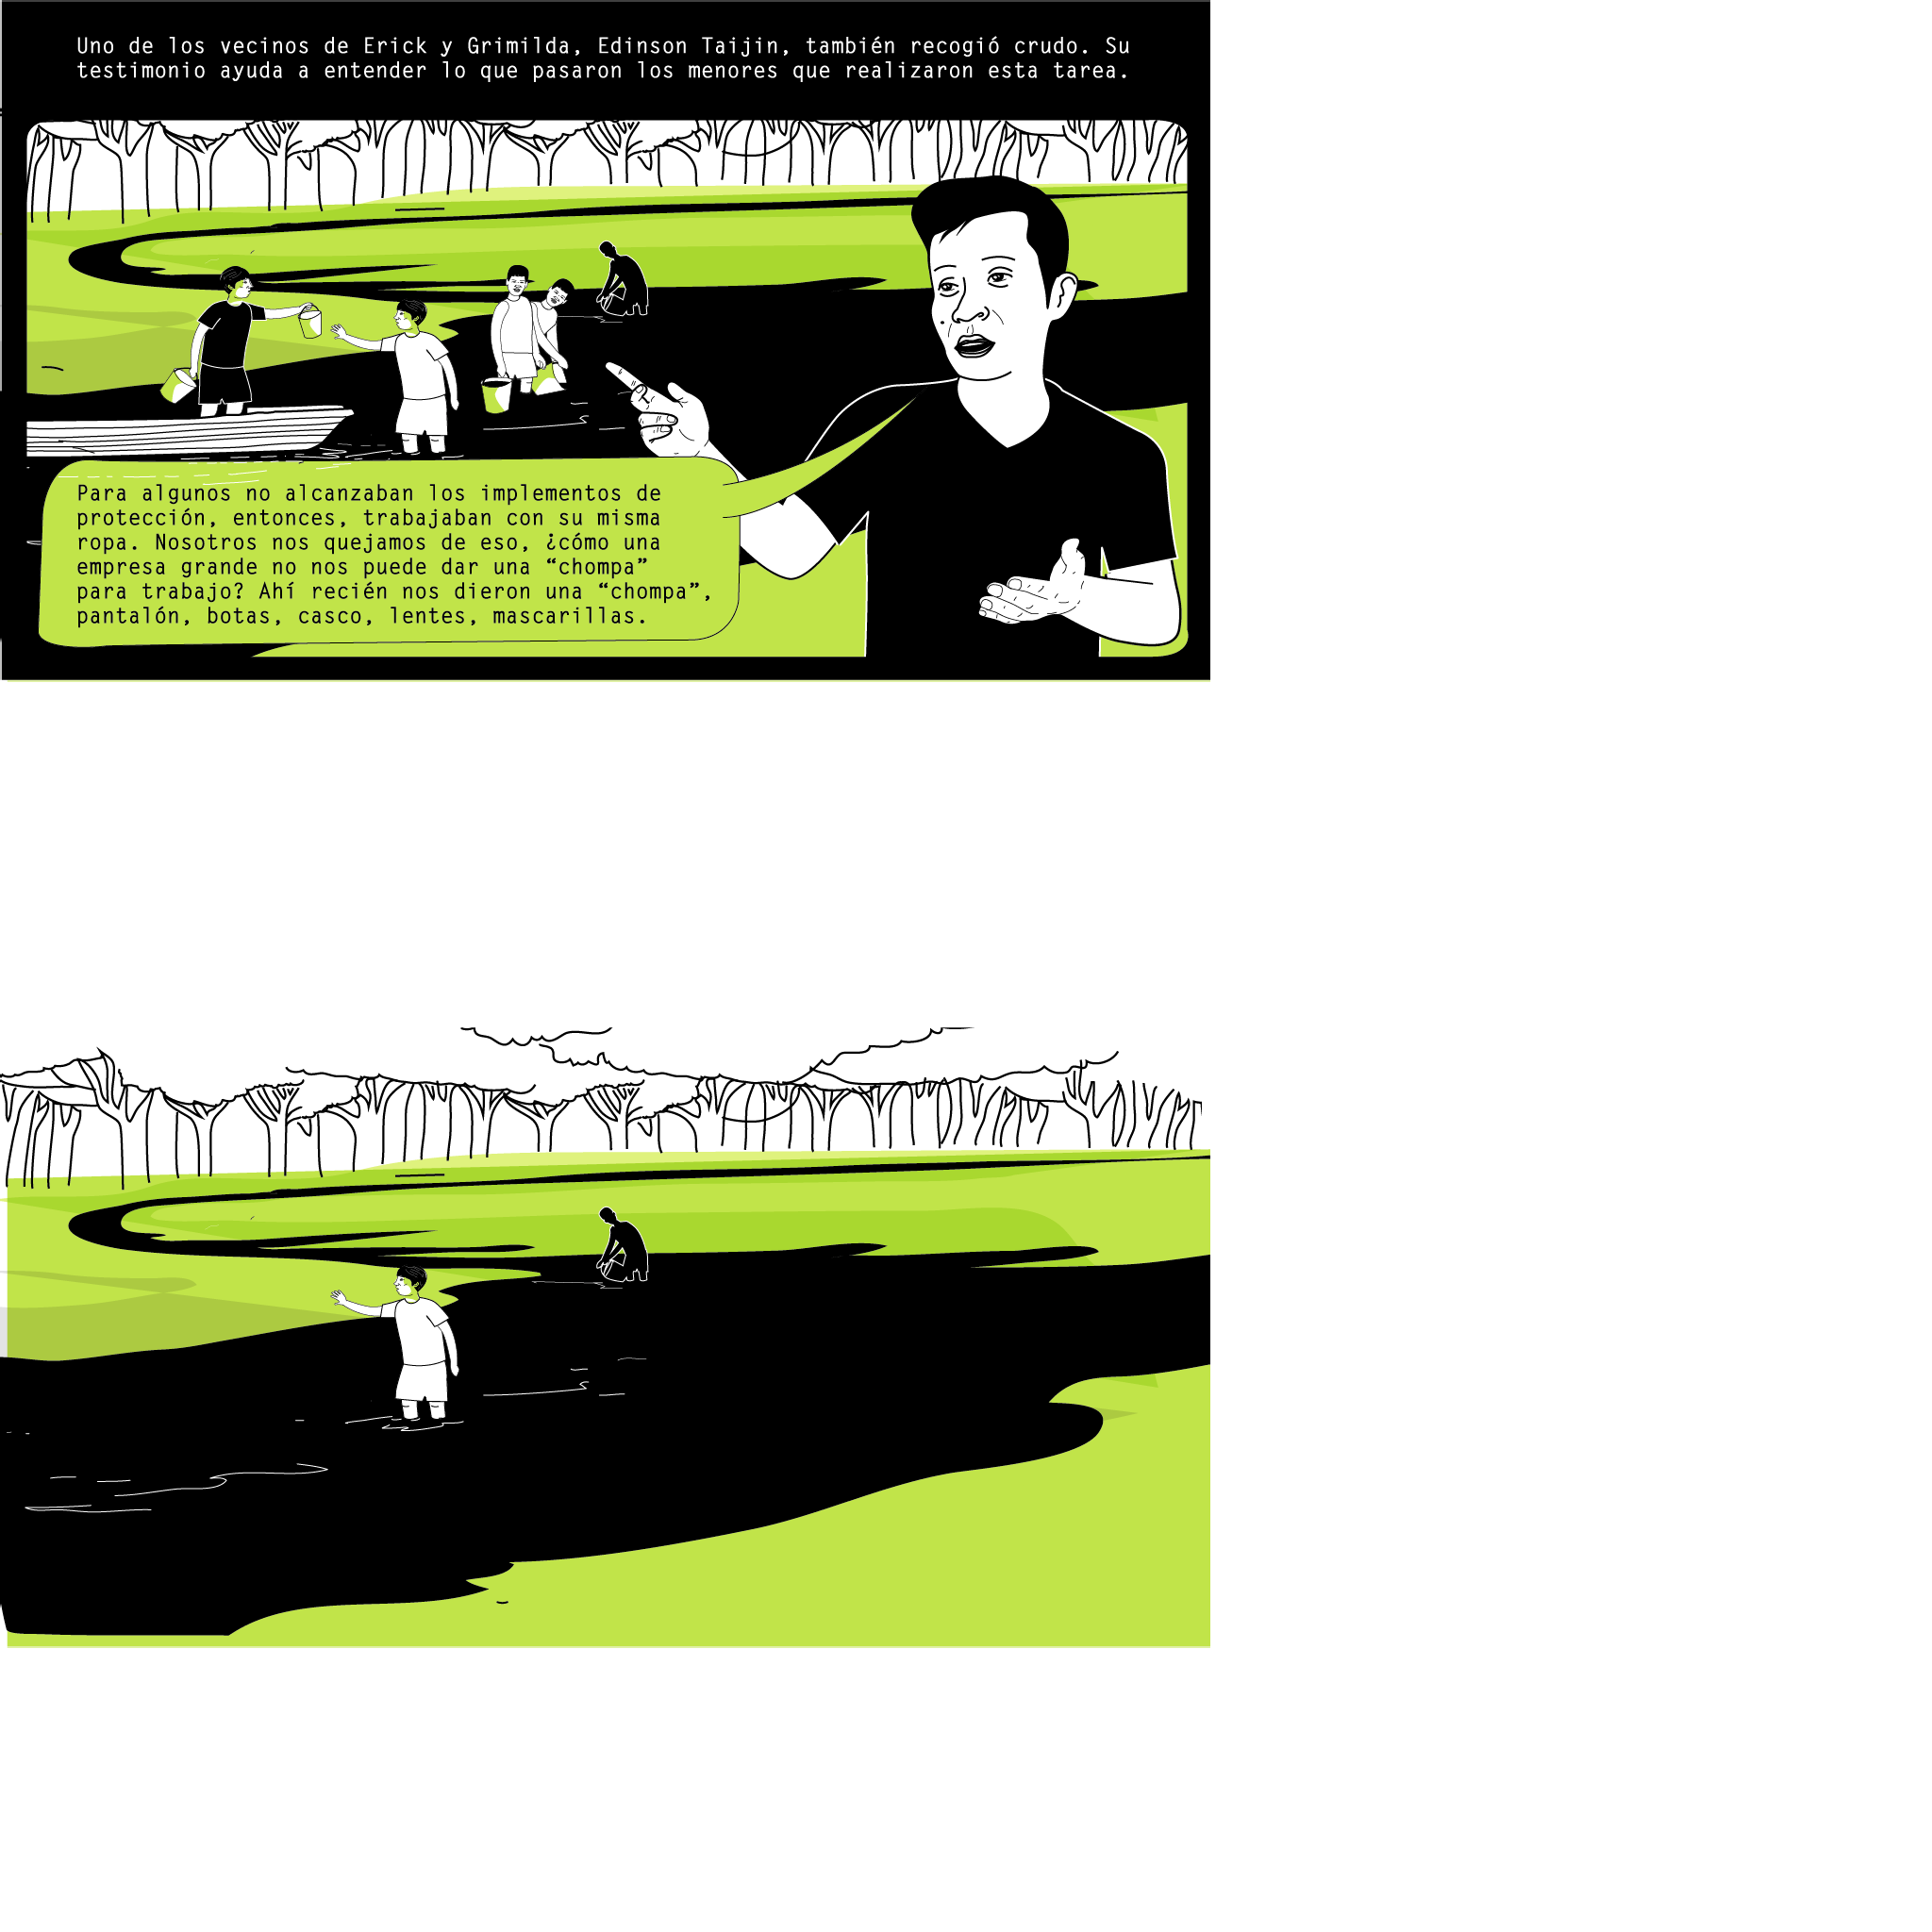 Uno de los vecinos de Erick y Grimilda, Edinson Taijin, también recogió crudo. Su
testimonio ayuda a entender lo que pasaron los menores que realizaron esta tarea.
Para algunos no alcanzaban los implementos de
protección, entonces, trabajaban con su misma
ropa. Nosotros nos quejamos de eso, ¿cómo una
empresa grande no nos puede dar una “chompa”
para trabajo? Ahí recién nos dieron una “chompa”,
pantalón, botas, casco, lentes, mascarillas.